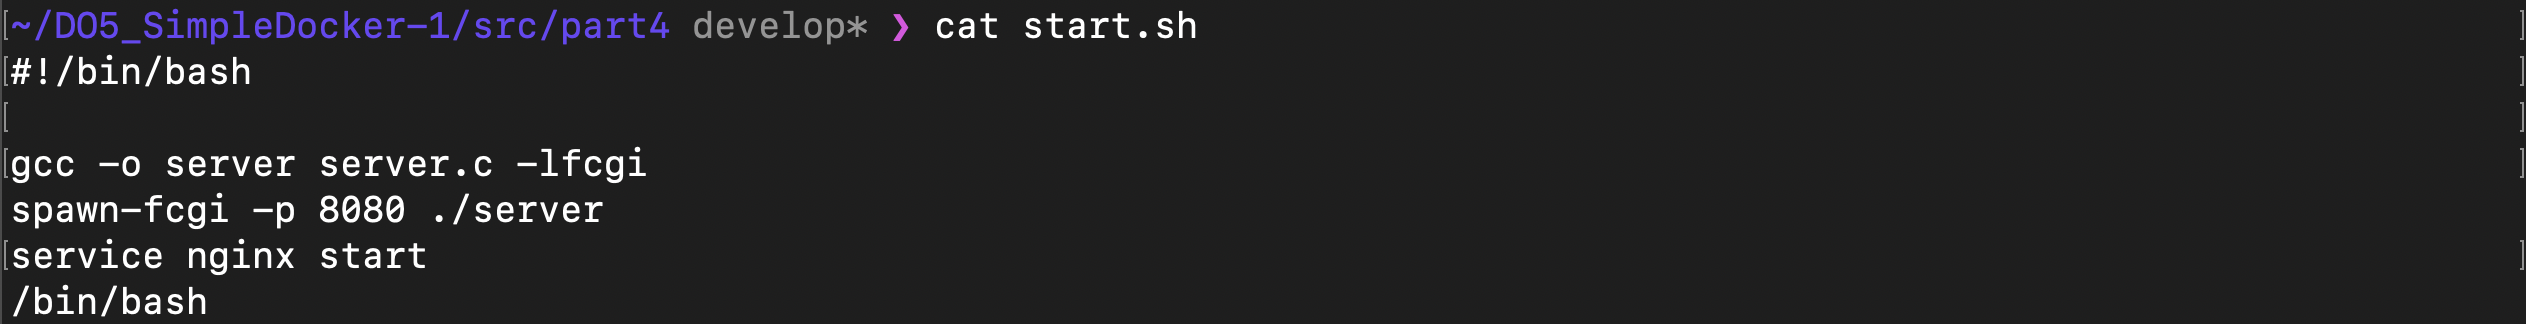 ~/DO5_SimpleDocker-1/src/part4 develop* ❯ cat start.sh
#!/bin/bash

gcc -o server server.c -lfcgi
spawn-fcgi -p 8080 ./server
service nginx start
/bin/bash